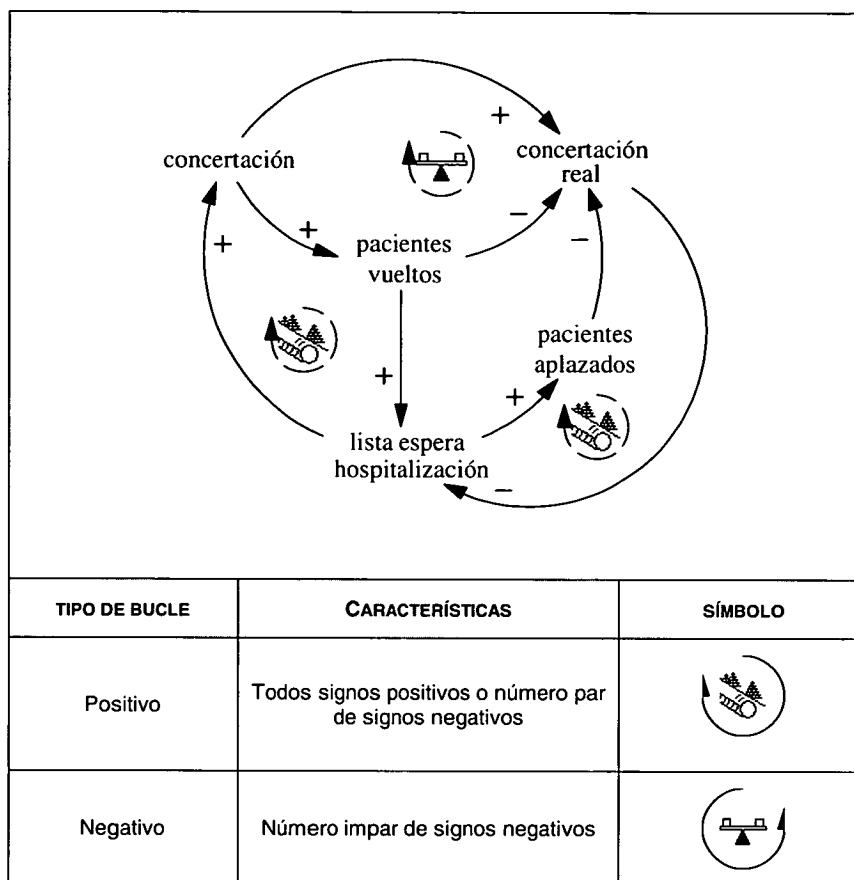 +
concertación
concertación
real
+
+
−
−
pacientes
vueltos
pacientes
aplazados
+
+
lista espera
hospitalización
−
TIPO DE BUCLE
CARACTERÍSTICAS
SÍMBOLO
Positivo
Todos signos positivos o número par
de signos negativos
Negativo
Número impar de signos negativos